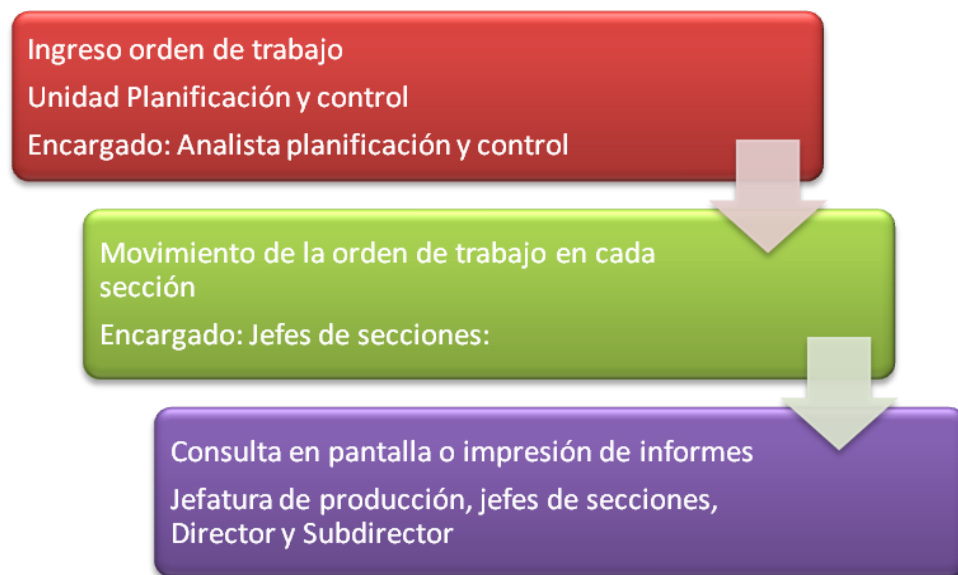 Ingreso orden de trabajo
Unidad Planificación y control
Encargado: Analista planificación y control
Movimiento de la orden de trabajo en cada
sección
Encargado: Jefes de secciones:
Consulta en pantalla o impresión de informes
Jefatura de producción, jefes de secciones,
Director y Subdirector